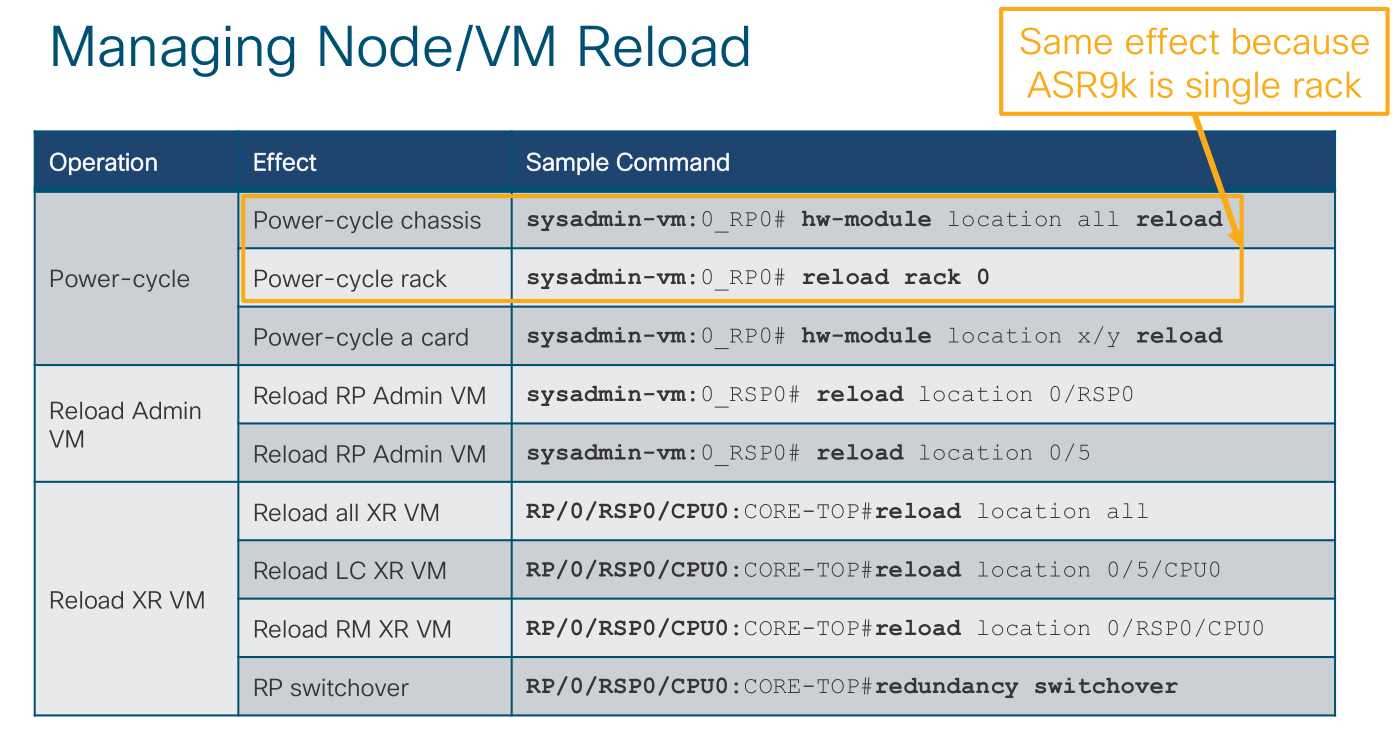 Managing Node/VM Reload
Same effect because
ASR9k is single rack
Operation Effect Sample Command
Power-cycle
Power-cycle chassis sysadmin-vm:0_RP0# hw-module location all reload
Power-cycle rack sysadmin-vm:0_RP0# reload rack 0
Power-cycle a card sysadmin-vm:0_RP0# hw-module location x/y reload
Reload Admin
VM
Reload RP Admin VM sysadmin-vm:0_RSP0# reload location 0/RSP0
Reload RP Admin VM sysadmin-vm:0_RSP0# reload location 0/5
Reload XR VM
Reload all XR VM RP/0/RSP0/CPU0:CORE-TOP#reload location all
Reload LC XR VM RP/0/RSP0/CPU0:CORE-TOP#reload location 0/5/CPU0
Reload RM XR VM RP/0/RSP0/CPU0:CORE-TOP#reload location 0/RSP0/CPU0
RP switchover RP/0/RSP0/CPU0:CORE-TOP#redundancy switchover